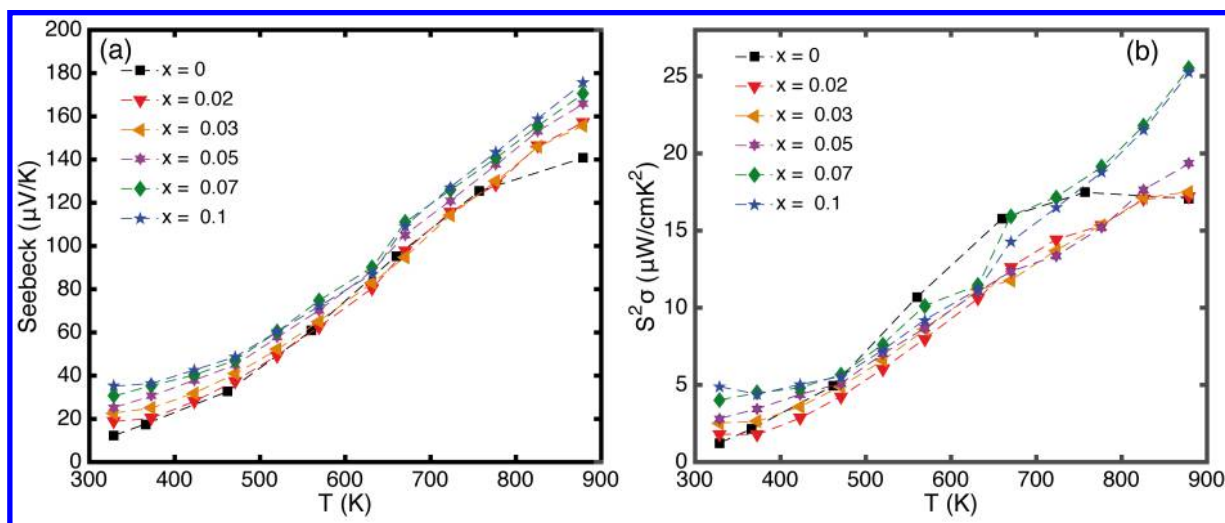 (a)
x = 0
x = 0.02
x = 0.03
x = 0.05
x = 0.07
x = 0.1
Seebeck (µV/K)
200
180
160
140
120
100
80
60
40
20
0
300 400 500 600 700 800 900
T (K)
(b)
x = 0
x = 0.02
x = 0.03
x = 0.05
x = 0.07
x = 0.1
S²σ (µW/cmK²)
25
20
15
10
5
0
300 400 500 600 700 800 900
T (K)